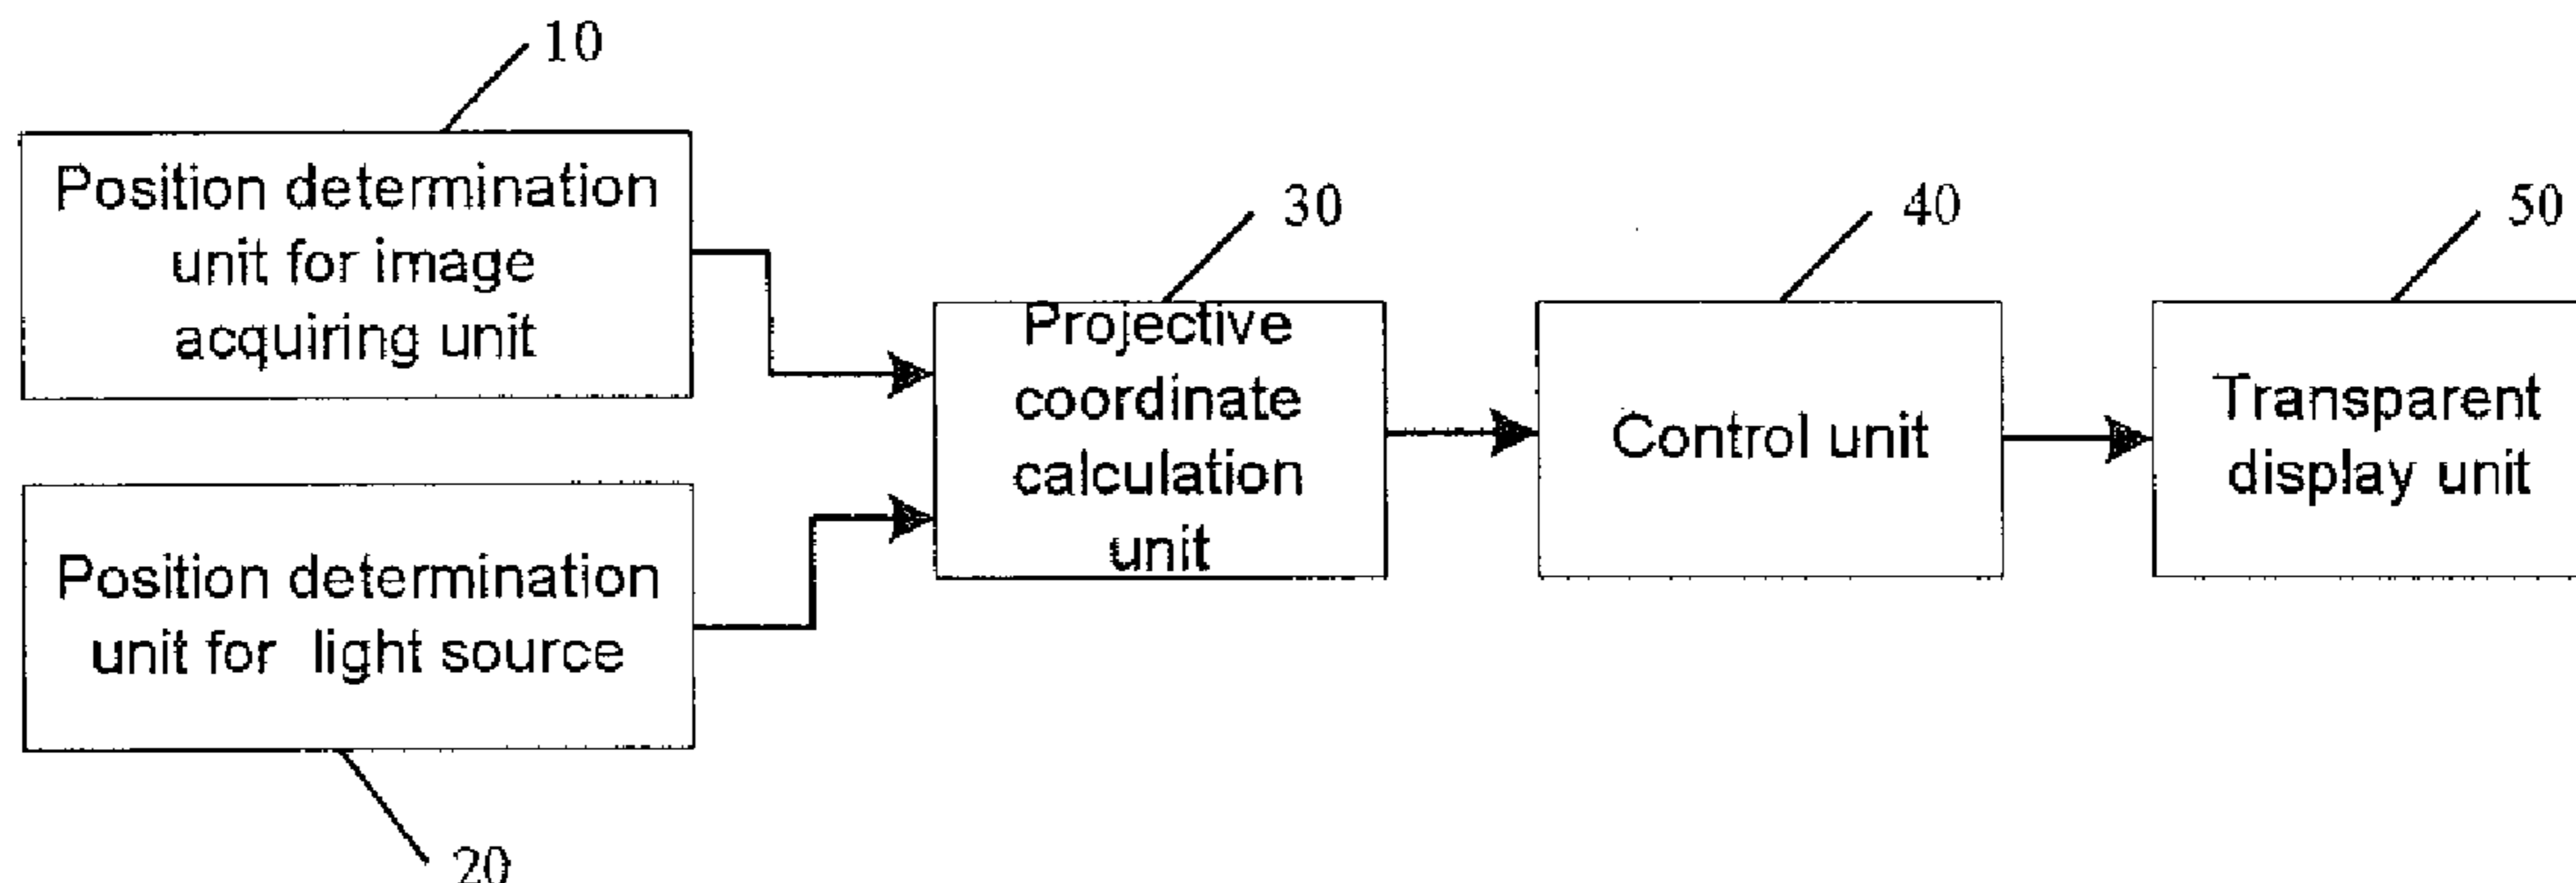 10
Position determination
unit for image
acquiring unit
30
Projective
coordinate
calculation
unit
40
Control unit
50
Transparent
display unit
Position determination
unit for light source
20